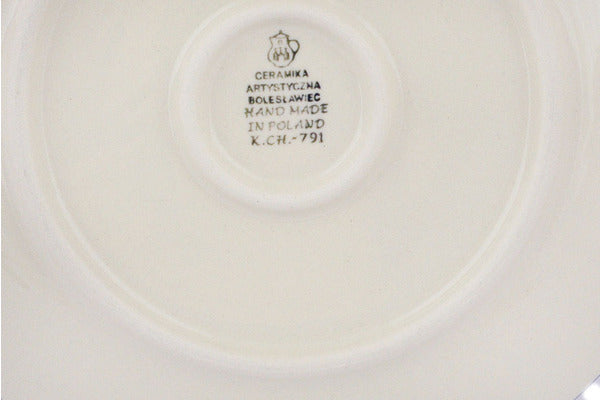 CERAMIKA
ARTYSTYCZNA
BOLESŁAWIEC
HAND MADE
IN POLAND
K.CH.-791